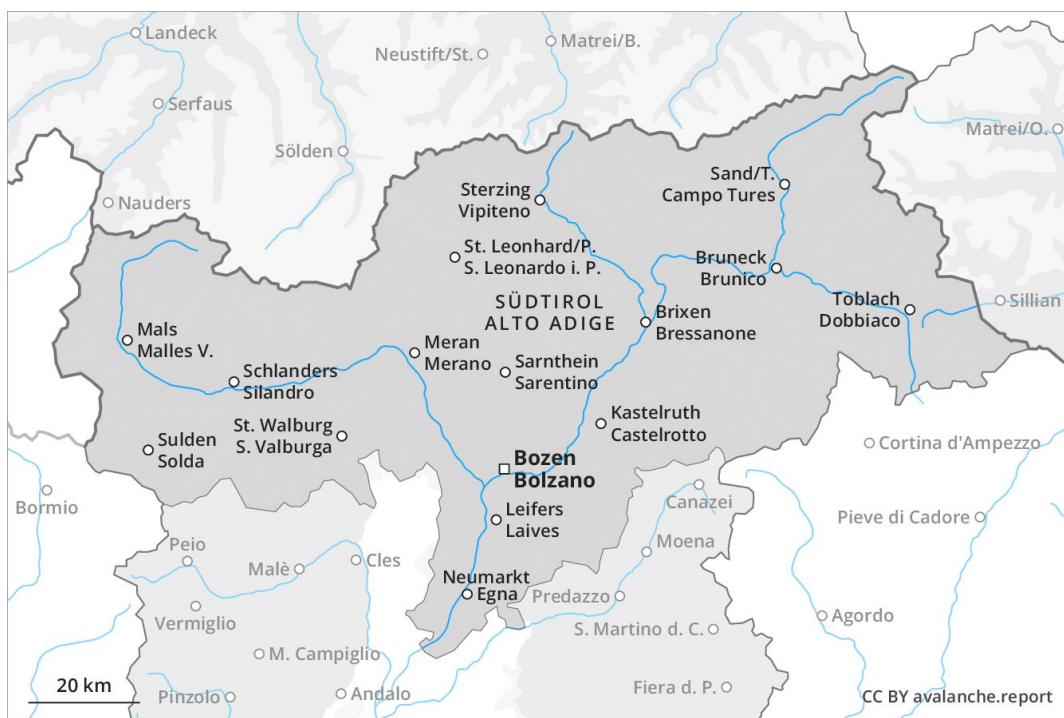 Landeck
Neustift/St.
Matrei/B.
Serfaus
Matrei/O.
Sölden
Sand/T.
Campo Tures
Nauders
Sterzing
Vipiteno
St. Leonhard/P.
S. Leonardo i. P.
Bruneck
Brunico
SÜDTIROL
ALTO ADIGE
Toblach
Dobbiaco
Sillian
Brixen
Bressanone
Mals
Malles V.
Meran
Merano
Sarnthein
Sarentino
Schlanders
Silandro
Kastelruth
Castelrotto
St. Walburg
S. Valburga
Sulden
Solda
Cortina d'Ampezzo
Bozen
Bolzano
Bormio
Canazei
Leifers
Laives
Pieve di Cadore
Peio
Malè
Cles
Moena
Neumarkt
Egna
Predazzo
Vermiglio
Agordo
S. Martino d. C.
M. Campiglio
20 km
Pinzolo
Andalo
Fiera d. P.
CC BY avalanche.report